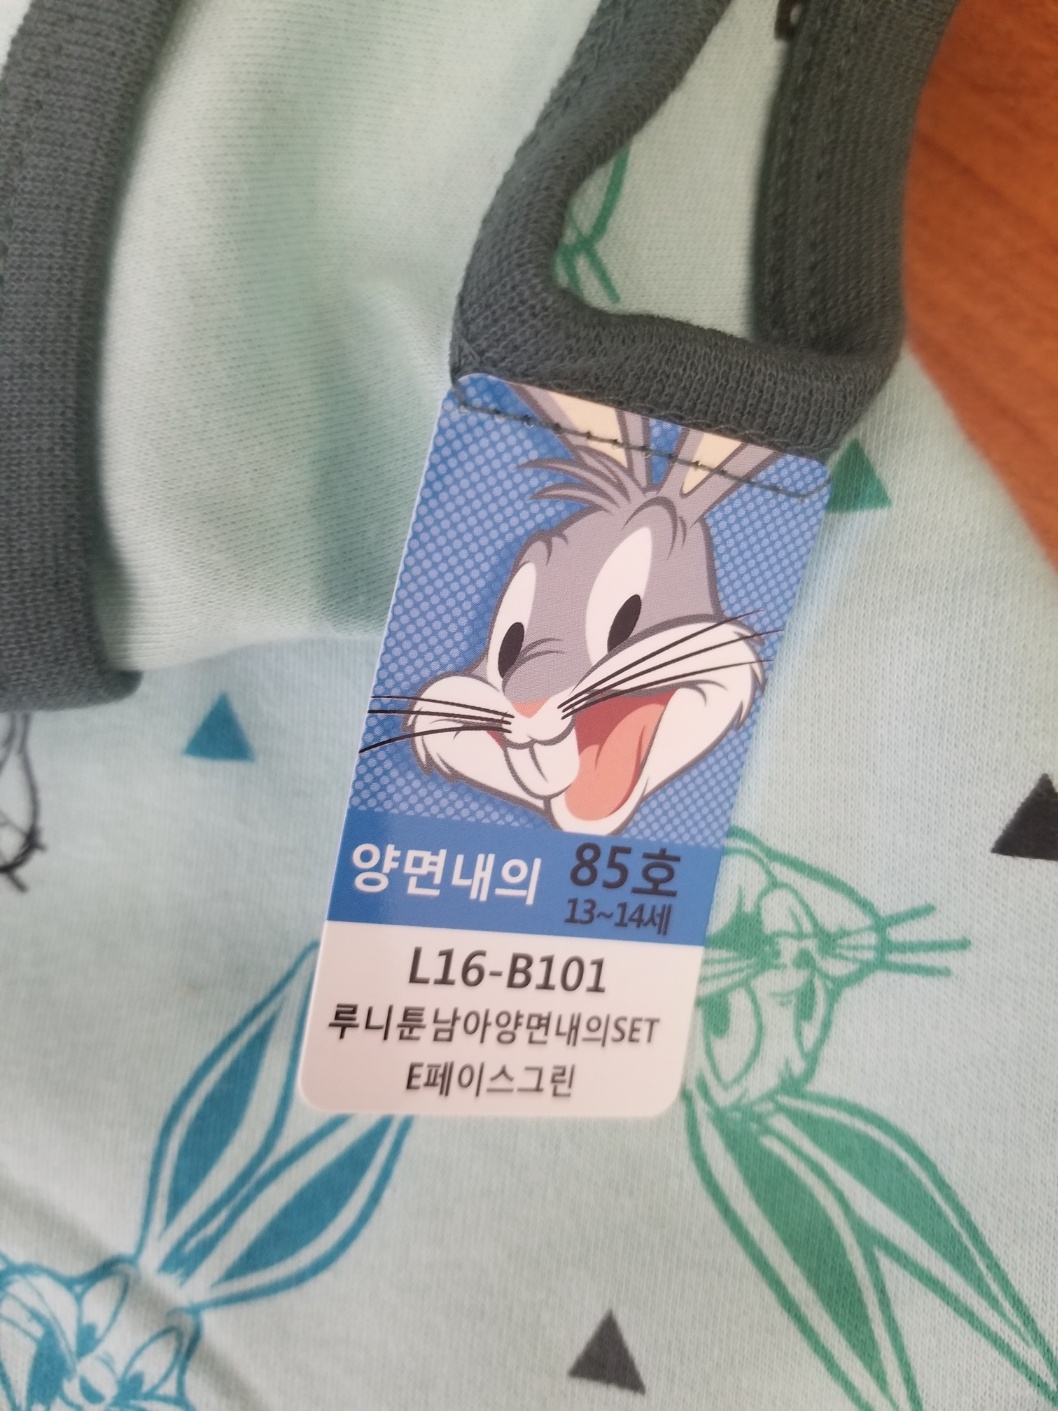 양면내의 85호
13~14세
L16-B101
루니툰남아양면내의SET
E페이스그린